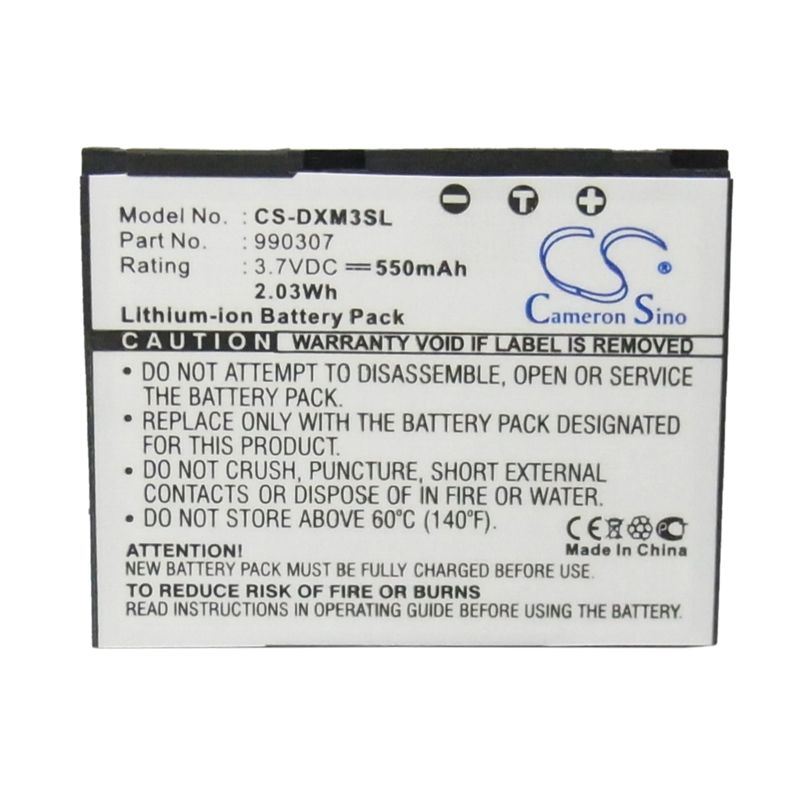 Model No. : CS-DXM3SL
Part No. : 990307
Rating : 3.7VDC 550mAh
2.03Wh
Lithium-ion Battery Pack
T
Cameron Sino
®
CAUTION WARRANTY VOID IF LABEL IS REMOVED
• DO NOT ATTEMPT TO DISASSEMBLE, OPEN OR SERVICE
THE BATTERY PACK.
• REPLACE ONLY WITH THE BATTERY PACK DESIGNATED
FOR THIS PRODUCT.
• DO NOT CRUSH, PUNCTURE, SHORT EXTERNAL
CONTACTS OR DISPOSE OF IN FIRE OR WATER.
• DO NOT STORE ABOVE 60°C (140°F).
CE
Made In China
ATTENTION!
NEW BATTERY PACK MUST BE FULLY CHARGED BEFORE USE.
TO REDUCE RISK OF FIRE OR BURNS
READ INSTRUCTIONS IN OPERATING GUIDE BEFORE USING THIS BATTERY.